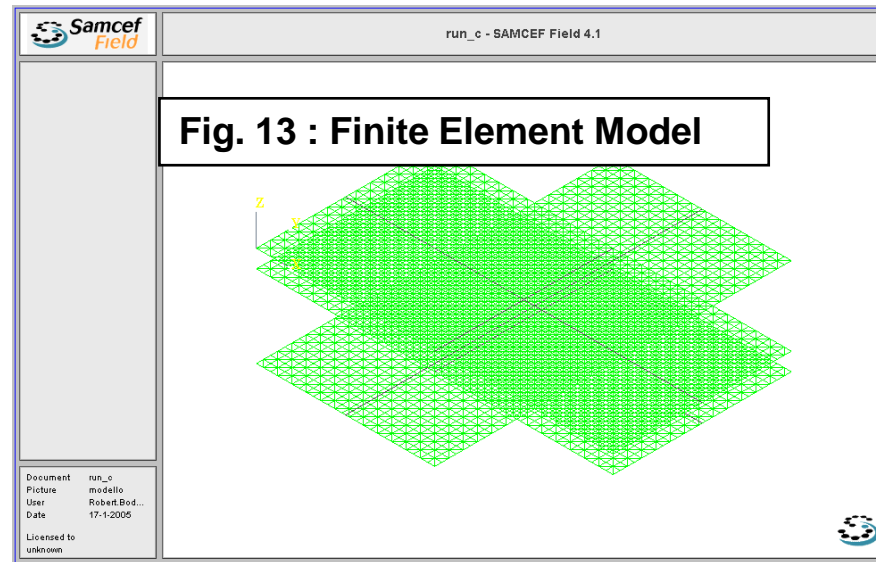 Samcef
Field
run_c - SAMCEF Field 4.1
Fig. 13 : Finite Element Model
Z
Y
X
Document run_c
Picture modello
User Robert.Bod...
Date 17-1-2005
Licensed to
unknown